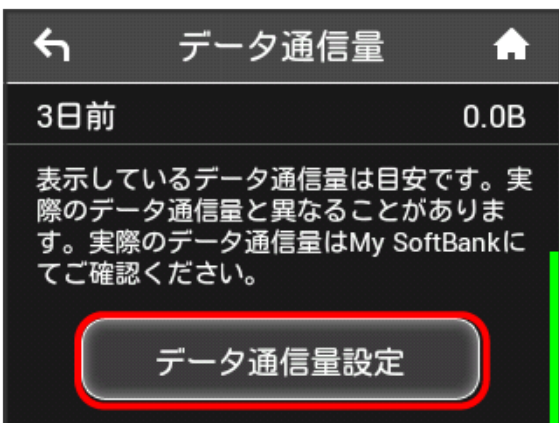 データ通信量
3日前 0.0B
表示しているデータ通信量は目安です。実
際のデータ通信量と異なることがありま
す。実際のデータ通信量はMy SoftBankに
てご確認ください。
データ通信量設定